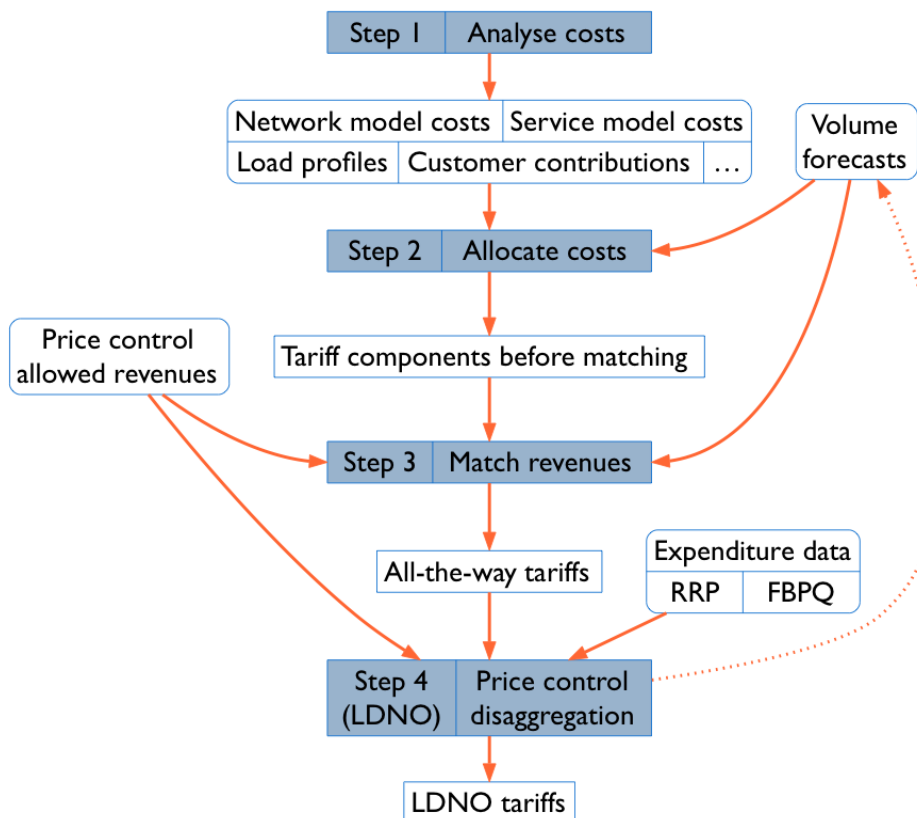 Step 1 Analyse costs
Network model costs Service model costs
Load profiles Customer contributions …
Volume
forecasts
Step 2 Allocate costs
Price control
allowed revenues
Tariff components before matching
Step 3 Match revenues
All-the-way tariffs
Expenditure data
RRP FBPQ
Step 4
(LDNO)
Price control
disaggregation
LDNO tariffs